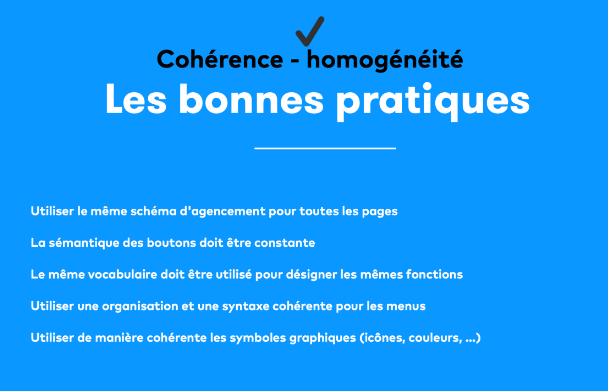 Cohérence - homogénéité
Les bonnes pratiques
Utiliser le même schéma d'agencement pour toutes les pages
La sémantique des boutons doit être constante
Le même vocabulaire doit être utilisé pour désigner les mêmes fonctions
Utiliser une organisation et une syntaxe cohérente pour les menus
Utiliser de manière cohérente les symboles graphiques (icônes, couleurs, ...)